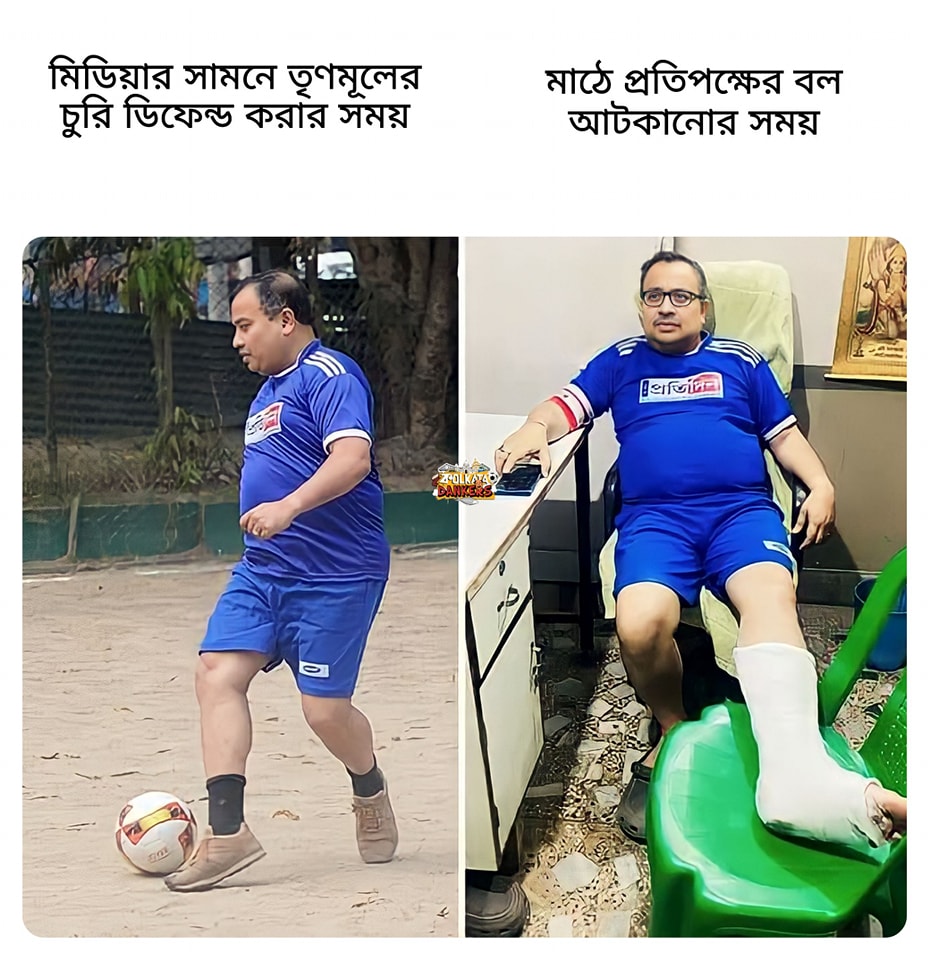 মিডিয়ার সামনে তৃণমূলের
চুরি ডিফেন্ড করার সময়
মাঠে প্রতিপক্ষের বল
আটকানোর সময়
প্রতিদিন
KOLKATA
DANKERS